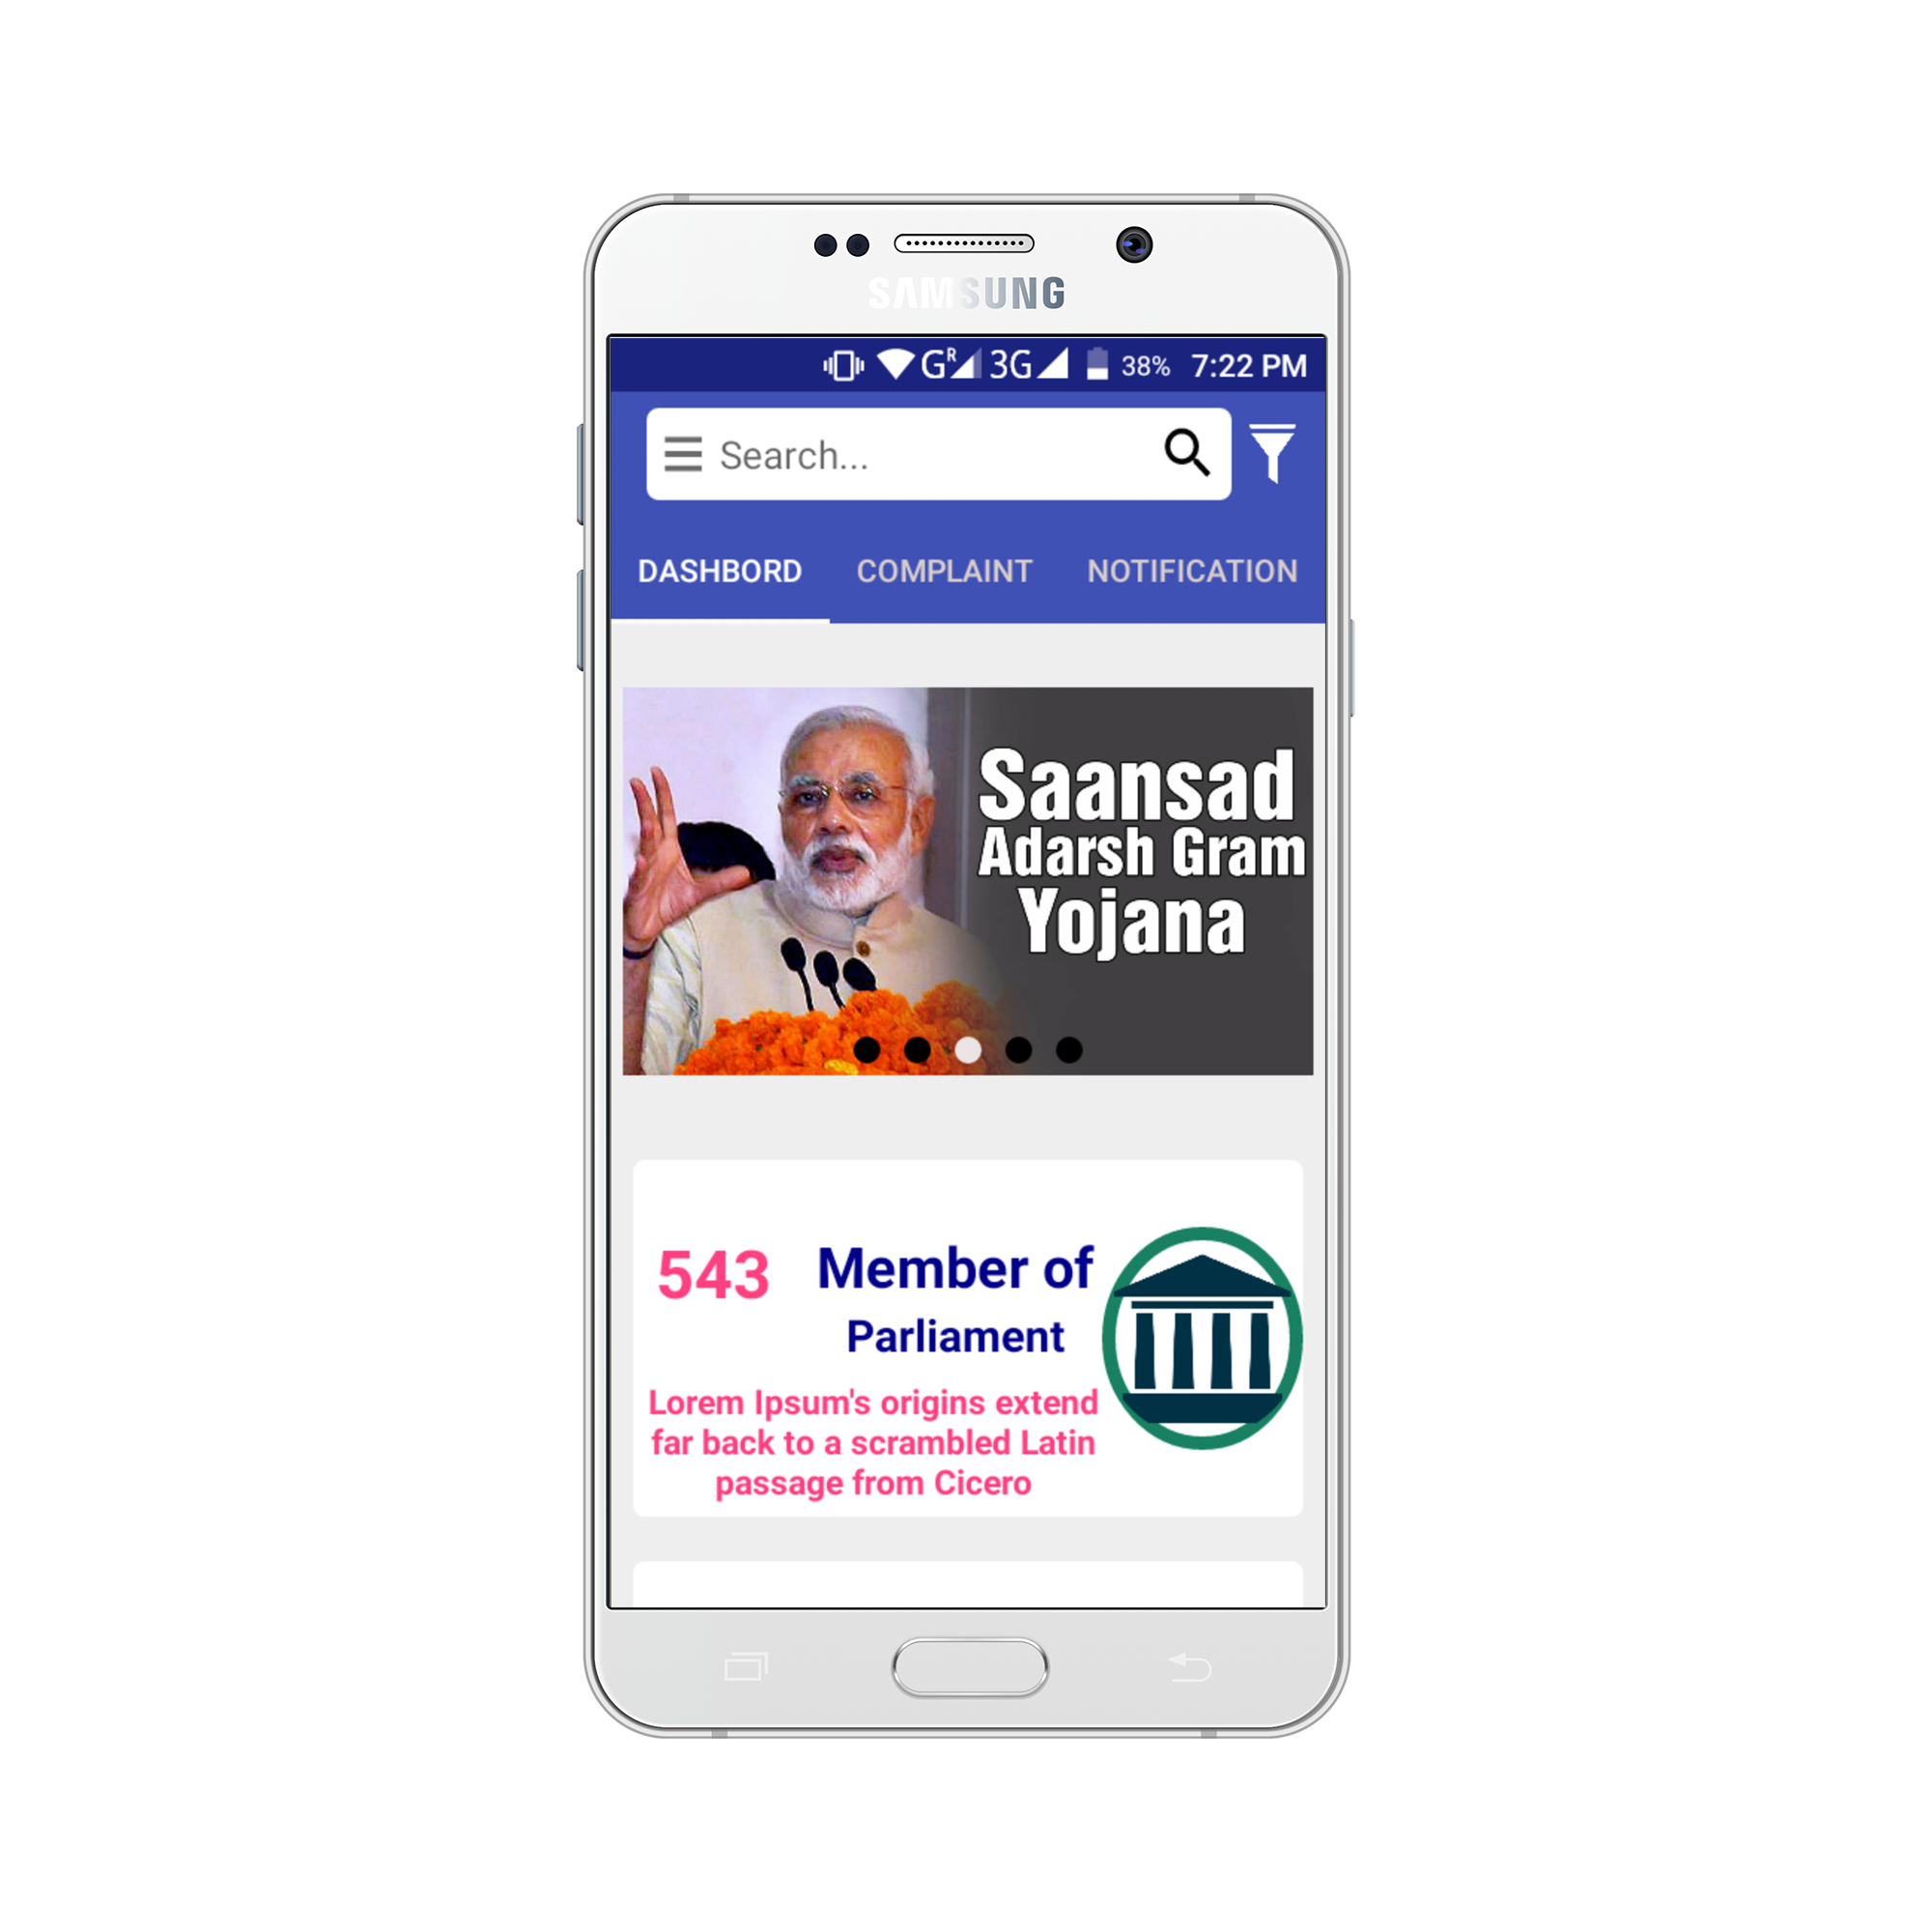 SAMSUNG
GR 3G 38% 7:22 PM
Search...
DASHBORD COMPLAINT NOTIFICATION
Saansad
Adarsh Gram
Yojana
543 Member of
Parliament
Lorem Ipsum's origins extend
far back to a scrambled Latin
passage from Cicero